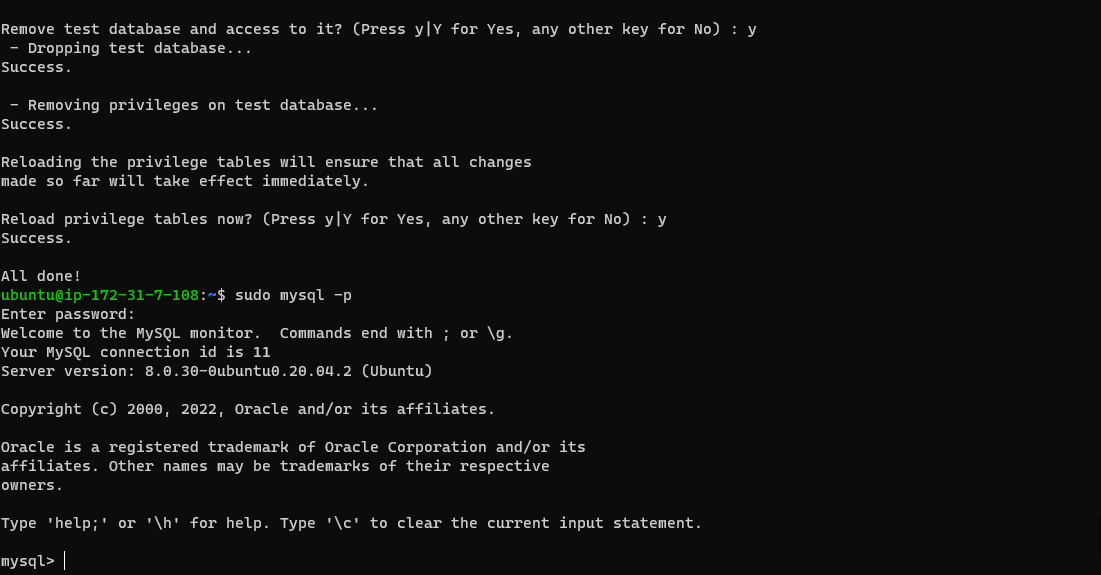 Remove test database and access to it? (Press y|Y for Yes, any other key for No) : y
 - Dropping test database...
Success.

 - Removing privileges on test database...
Success.

Reloading the privilege tables will ensure that all changes
made so far will take effect immediately.

Reload privilege tables now? (Press y|Y for Yes, any other key for No) : y
Success.

All done!
ubuntu@ip-172-31-7-108:~$ sudo mysql -p
Enter password:
Welcome to the MySQL monitor.  Commands end with ; or \g.
Your MySQL connection id is 11
Server version: 8.0.30-0ubuntu0.20.04.2 (Ubuntu)

Copyright (c) 2000, 2022, Oracle and/or its affiliates.

Oracle is a registered trademark of Oracle Corporation and/or its
affiliates. Other names may be trademarks of their respective
owners.

Type 'help;' or '\h' for help. Type '\c' to clear the current input statement.

mysql>